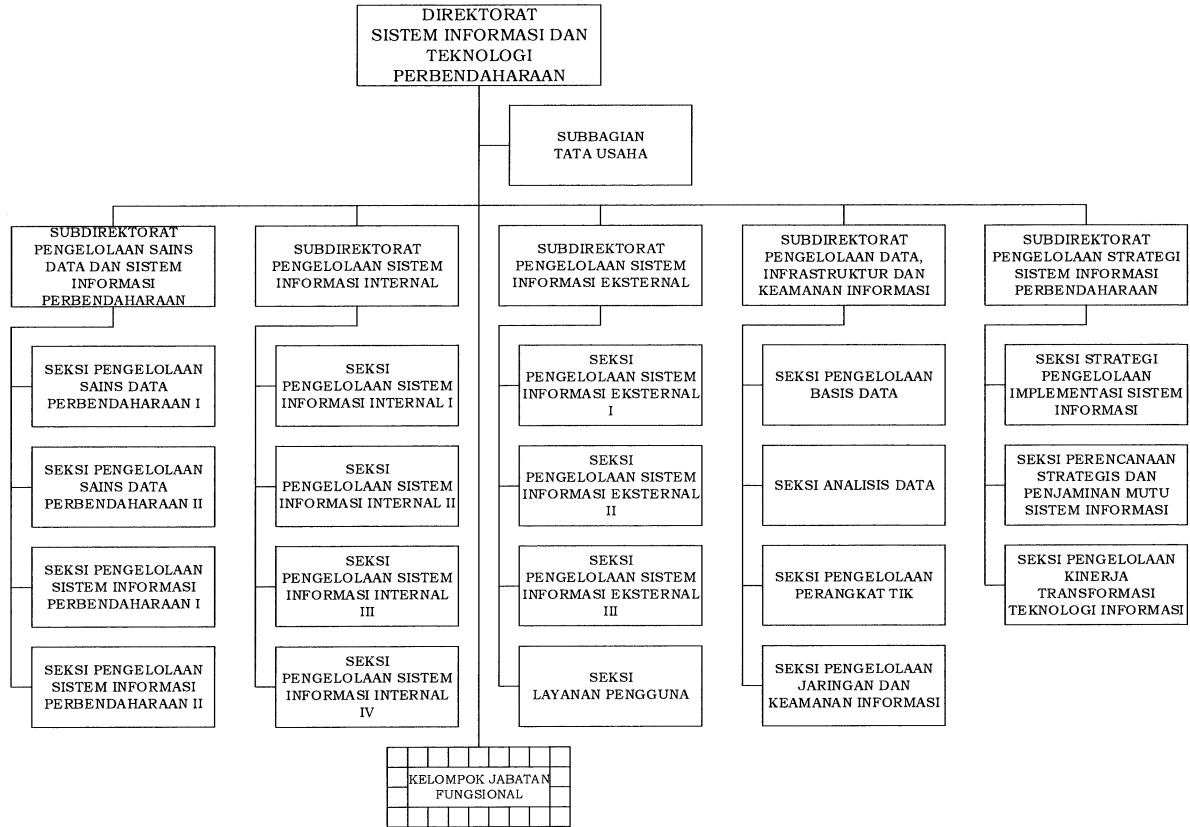 DIREKTORAT
SISTEM INFORMASI DAN
TEKNOLOGI
PERBENDAHARAAN
SUBBAGIAN
TATA USAHA
SUBDIREKTORAT
PENGELOLAAN SAINS
DATA DAN SISTEM
INFORMASI
PERBENDAHARAAN
SEKSI PENGELOLAAN
SAINS DATA
PERBENDAHARAAN I
SEKSI PENGELOLAAN
SAINS DATA
PERBENDAHARAAN II
SEKSI PENGELOLAAN
SISTEM INFORMASI
PERBENDAHARAAN I
SEKSI PENGELOLAAN
SISTEM INFORMASI
PERBENDAHARAAN II
SUBDIREKTORAT
PENGELOLAAN SISTEM
INFORMASI INTERNAL
SEKSI
PENGELOLAAN SISTEM
INFORMASI INTERNAL I
SEKSI
PENGELOLAAN SISTEM
INFORMASI INTERNAL II
SEKSI
PENGELOLAAN SISTEM
INFORMASI INTERNAL
III
SEKSI
PENGELOLAAN SISTEM
INFORMASI INTERNAL
IV
SUBDIREKTORAT
PENGELOLAAN SISTEM
INFORMASI EKSTERNAL
SEKSI
PENGELOLAAN SISTEM
INFORMASI EKSTERNAL
I
SEKSI
PENGELOLAAN SISTEM
INFORMASI EKSTERNAL
II
SEKSI
PENGELOLAAN SISTEM
INFORMASI EKSTERNAL
III
SEKSI
LAYANAN PENGGUNA
SUBDIREKTORAT
PENGELOLAAN DATA,
INFRASTRUKTUR DAN
KEAMANAN INFORMASI
SEKSI PENGELOLAAN
BASIS DATA
SEKSI ANALISIS DATA
SEKSI PENGELOLAAN
PERANGKAT TIK
SEKSI PENGELOLAAN
JARINGAN DAN
KEAMANAN INFORMASI
SUBDIREKTORAT
PENGELOLAAN STRATEGI
SISTEM INFORMASI
PERBENDAHARAAN
SEKSI STRATEGI
PENGELOLAAN
IMPLEMENTASI SISTEM
INFORMASI
SEKSI PERENCANAAN
STRATEGIS DAN
PENJAMINAN MUTU
SISTEM INFORMASI
SEKSI PENGELOLAAN
KINERJA
TRANSFORMASI
TEKNOLOGI INFORMASI
KELOMPOK JABATAN
FUNGSIONAL